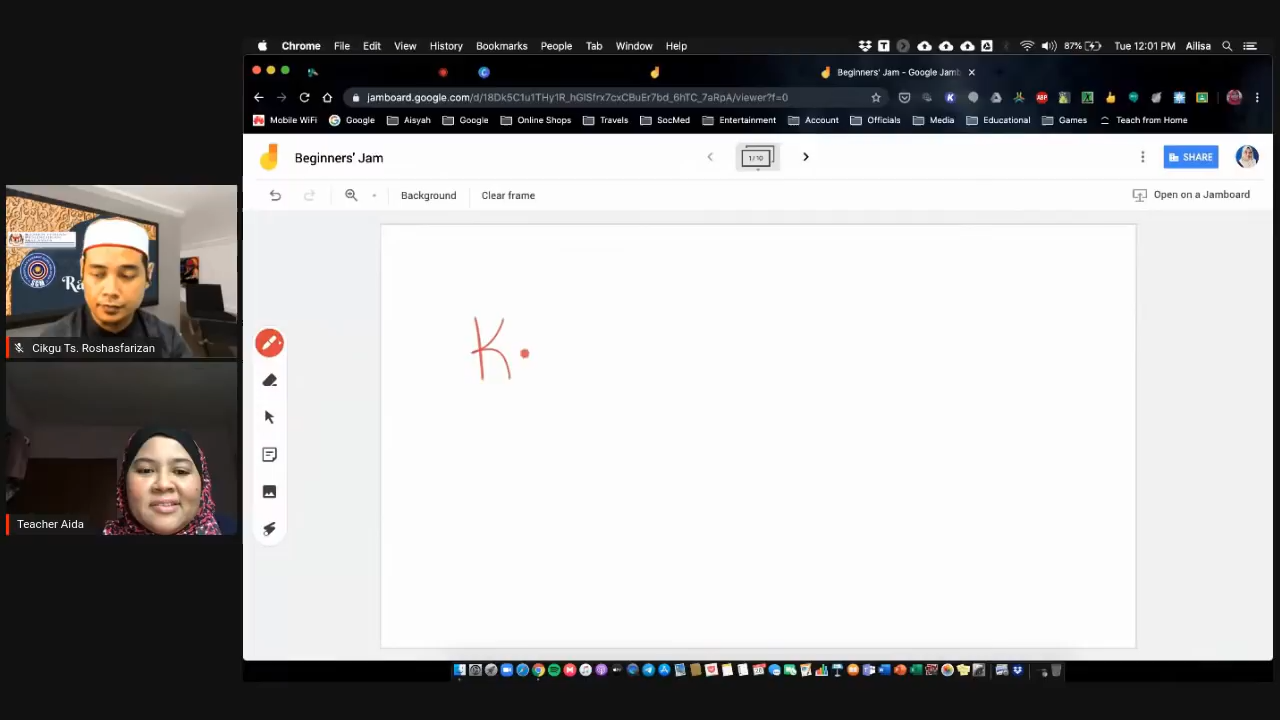 Chrome File Edit View History Bookmarks People Tab Window Help 87% Tue 12:01 PM Ailisa
Beginners' Jam - Google Jamb
jamboard.google.com/d/18Dk5C1u1THy1R_hGlSfrx7cxCBuEr7bd_6hTC_7aRpA/viewer?f=0
Mobile WiFi Google Aisyah Google Online Shops Travels SocMed Entertainment Account Officials Media Educational Games Teach from Home
Beginners' Jam 1/10 SHARE
Background Clear frame Open on a Jamboard
K
Ra
Cikgu Ts. Roshasfarizan
Teacher Aida